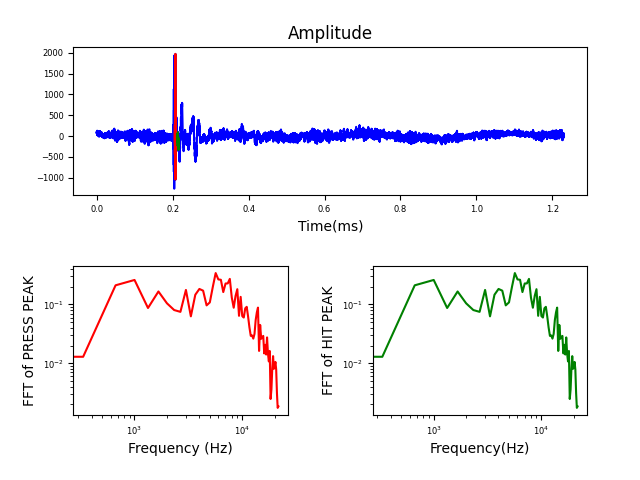 Amplitude
2000
1500
1000
500
0
−500
−1000
0.0 0.2 0.4 0.6 0.8 1.0 1.2
Time(ms)
FFT of PRESS PEAK
10⁻¹
10⁻²
10³ 10⁴
Frequency (Hz)
FFT of HIT PEAK
10⁻¹
10⁻²
10³ 10⁴
Frequency(Hz)